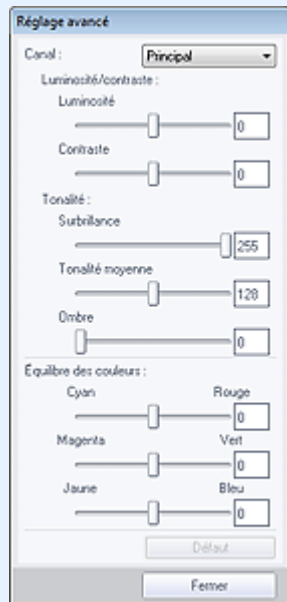 Réglage avancé
Canal : Principal
Luminosité/contraste :
Luminosité
0
Contraste
0
Tonalité :
Surbrillance
255
Tonalité moyenne
128
Ombre
0
Équilibre des couleurs :
Cyan Rouge
0
Magenta Vert
0
Jaune Bleu
0
Défaut
Fermer